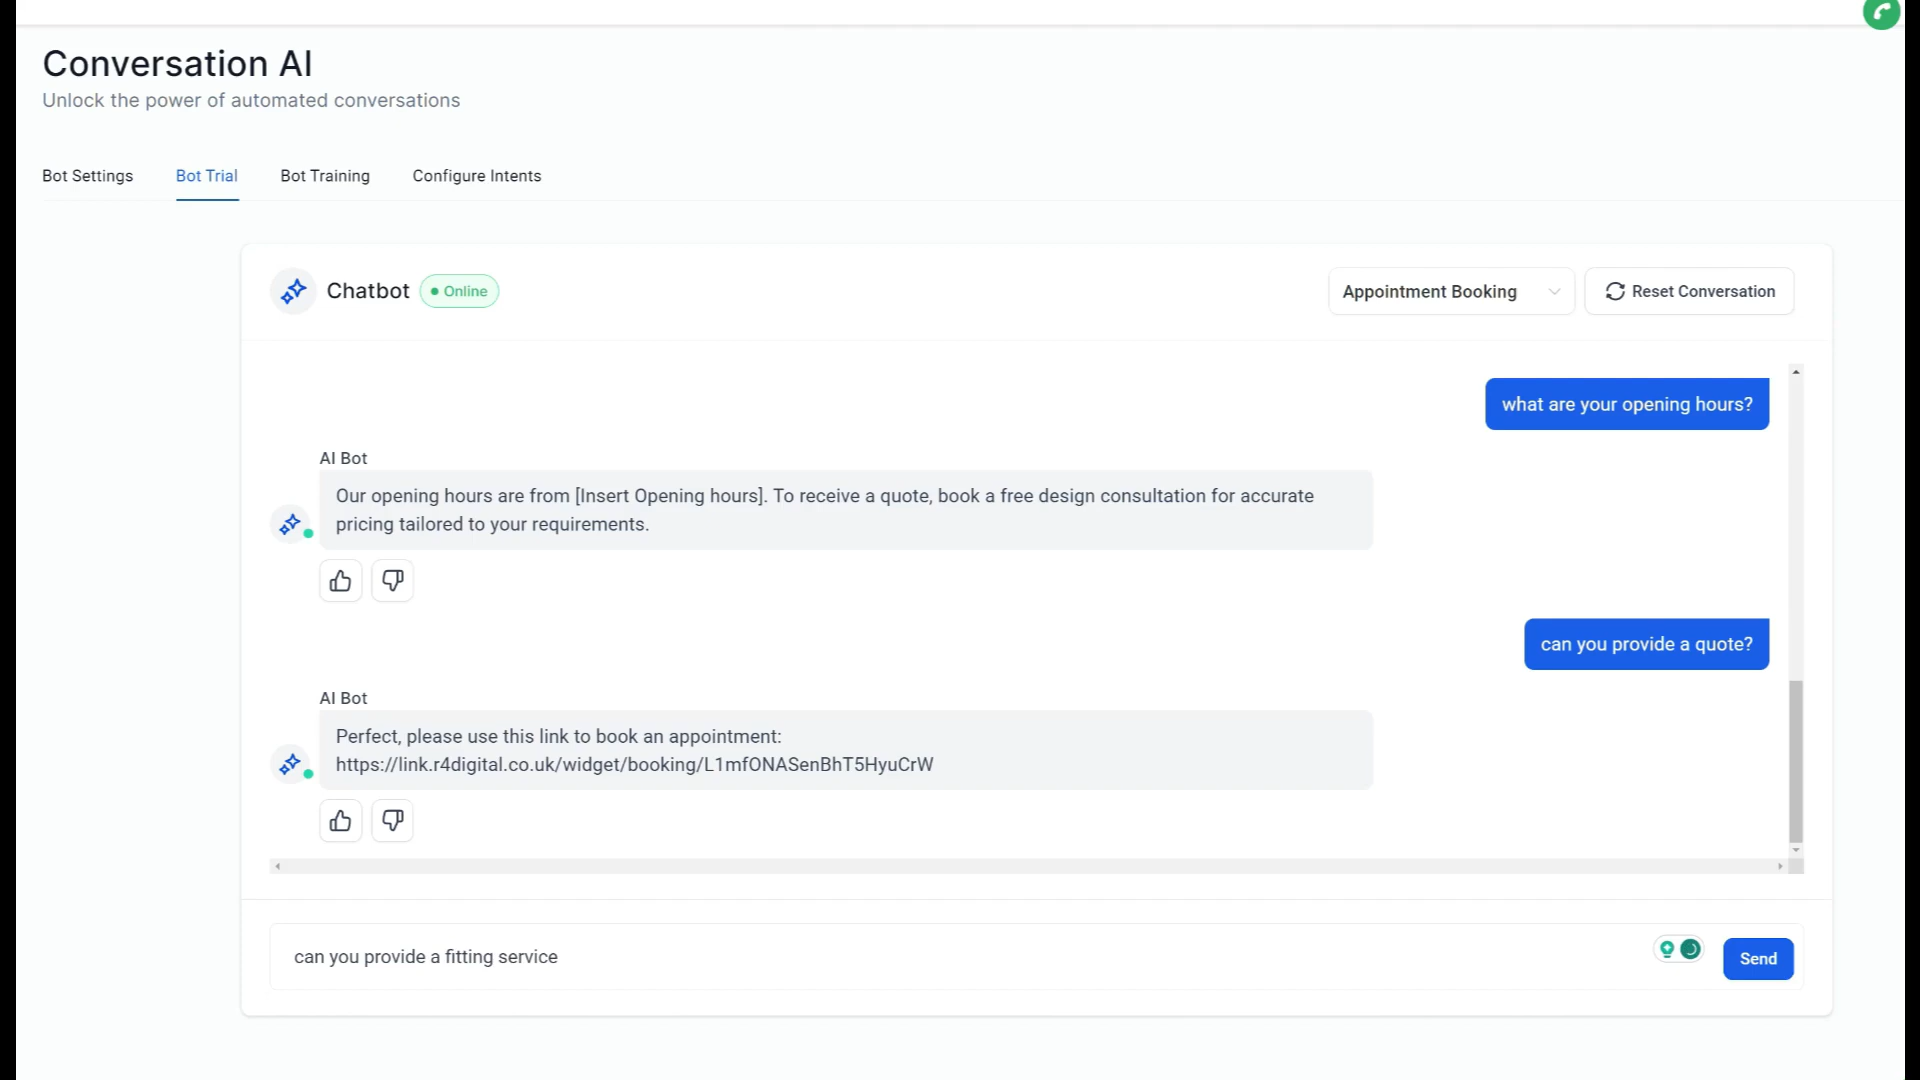 Conversation AI
Unlock the power of automated conversations
Bot Settings
Bot Trial
Bot Training
Configure Intents
Chatbot
Online
Appointment Booking
Reset Conversation
what are your opening hours?
AI Bot
Our opening hours are from [Insert Opening hours]. To receive a quote, book a free design consultation for accurate
pricing tailored to your requirements.
can you provide a quote?
AI Bot
Perfect, please use this link to book an appointment:
https://link.r4digital.co.uk/widget/booking/L1mfONASenBhT5HyuCrW
can you provide a fitting service
Send